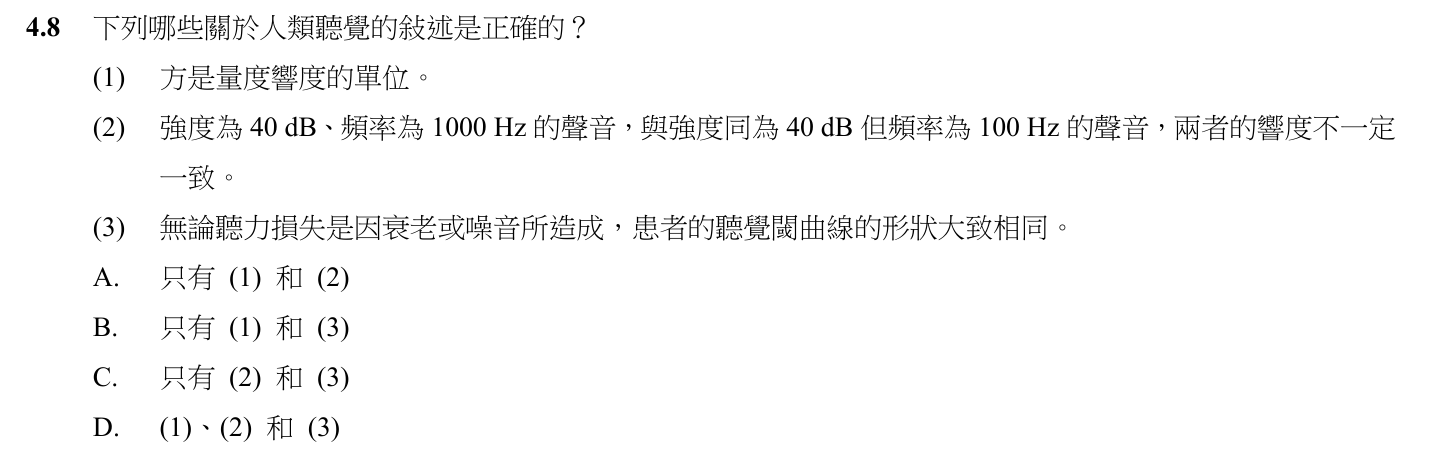 4.8 下列哪些關於人類聽覺的敍述是正確的？
(1) 方是量度響度的單位。
(2) 強度為 40 dB、頻率為 1000 Hz 的聲音，與強度同為 40 dB 但頻率為 100 Hz 的聲音，兩者的響度不一定
一致。
(3) 無論聽力損失是因衰老或噪音所造成，患者的聽覺閾曲線的形狀大致相同。
A. 只有 (1) 和 (2)
B. 只有 (1) 和 (3)
C. 只有 (2) 和 (3)
D. (1)、(2) 和 (3)